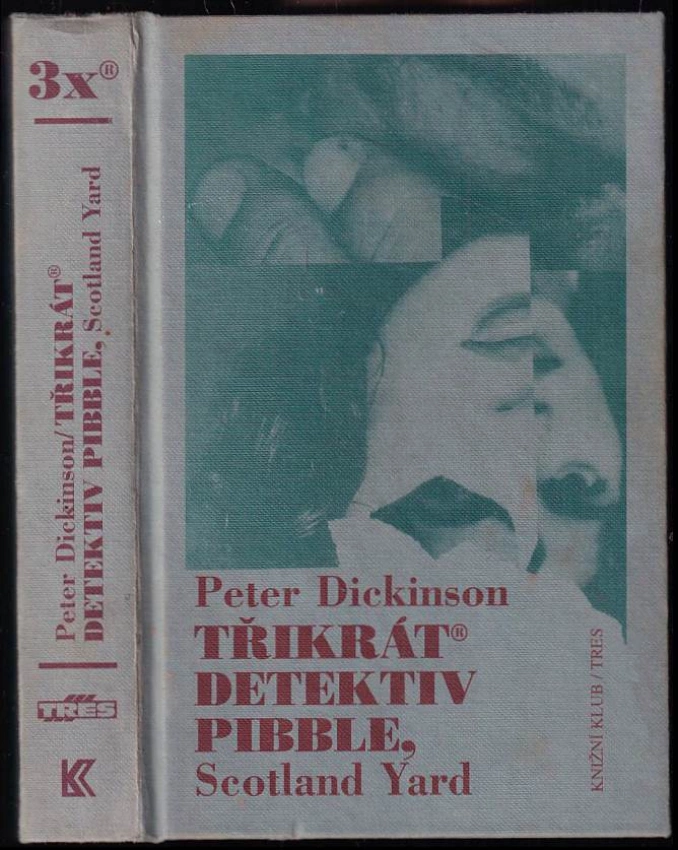 3x®
Peter Dickinson/TŘIKRÁT®
DETEKTIV PIBBLE, Scotland Yard
TRES
K
Peter Dickinson
TŘIKRÁT®
DETEKTIV
PIBBLE,
Scotland Yard
KNIŽNÍ KLUB / TRES